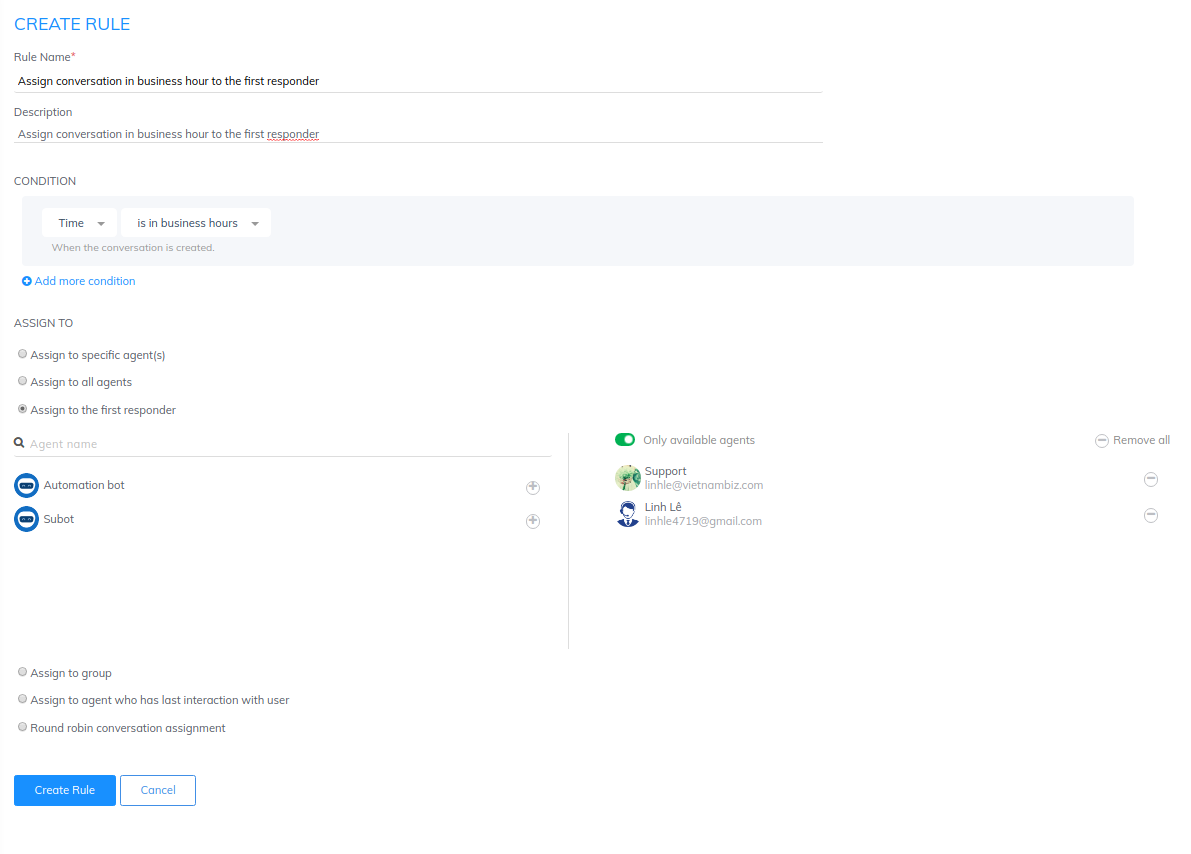 CREATE RULE
Rule Name*
Assign conversation in business hour to the first responder
Description
Assign conversation in business hour to the first responder
CONDITION
Time is in business hours
When the conversation is created.
Add more condition
ASSIGN TO
Assign to specific agent(s)
Assign to all agents
Assign to the first responder
Agent name
Automation bot
Subot
Only available agents Remove all
Support
linhle@vietnambiz.com
Linh Lê
linhle4719@gmail.com
Assign to group
Assign to agent who has last interaction with user
Round robin conversation assignment
Create Rule Cancel